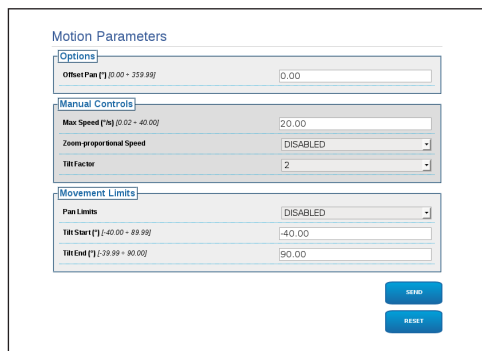 Motion Parameters
Options
Offset Pan (°) [0.00 ÷ 359.99] 0.00
Manual Controls
Max Speed (°/s) [0.02 ÷ 40.00] 20.00
Zoom-proportional Speed DISABLED
Tilt Factor 2
Movement Limits
Pan Limits DISABLED
Tilt Start (°) [-40.00 ÷ 89.99] -40.00
Tilt End (°) [-39.99 ÷ 90.00] 90.00
SEND
RESET